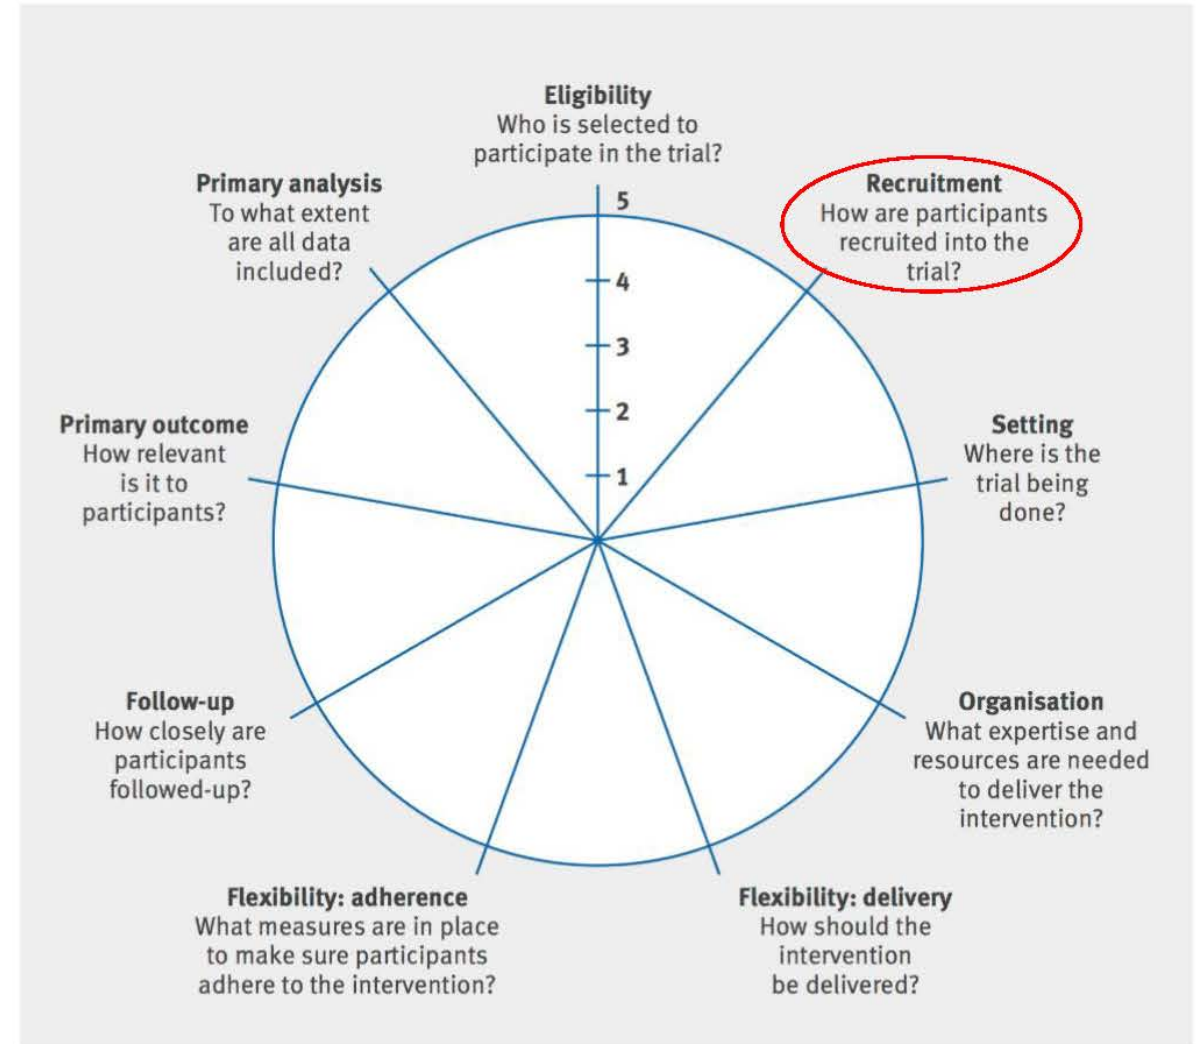 Eligibility
Who is selected to
participate in the trial?
Primary analysis
To what extent
are all data
included?
Recruitment
How are participants
recruited into the
trial?
5
4
3
2
1
Primary outcome
How relevant
is it to
participants?
Setting
Where is the
trial being
done?
Follow-up
How closely are
participants
followed-up?
Organisation
What expertise and
resources are needed
to deliver the
intervention?
Flexibility: adherence
What measures are in place
to make sure participants
adhere to the intervention?
Flexibility: delivery
How should the
intervention
be delivered?